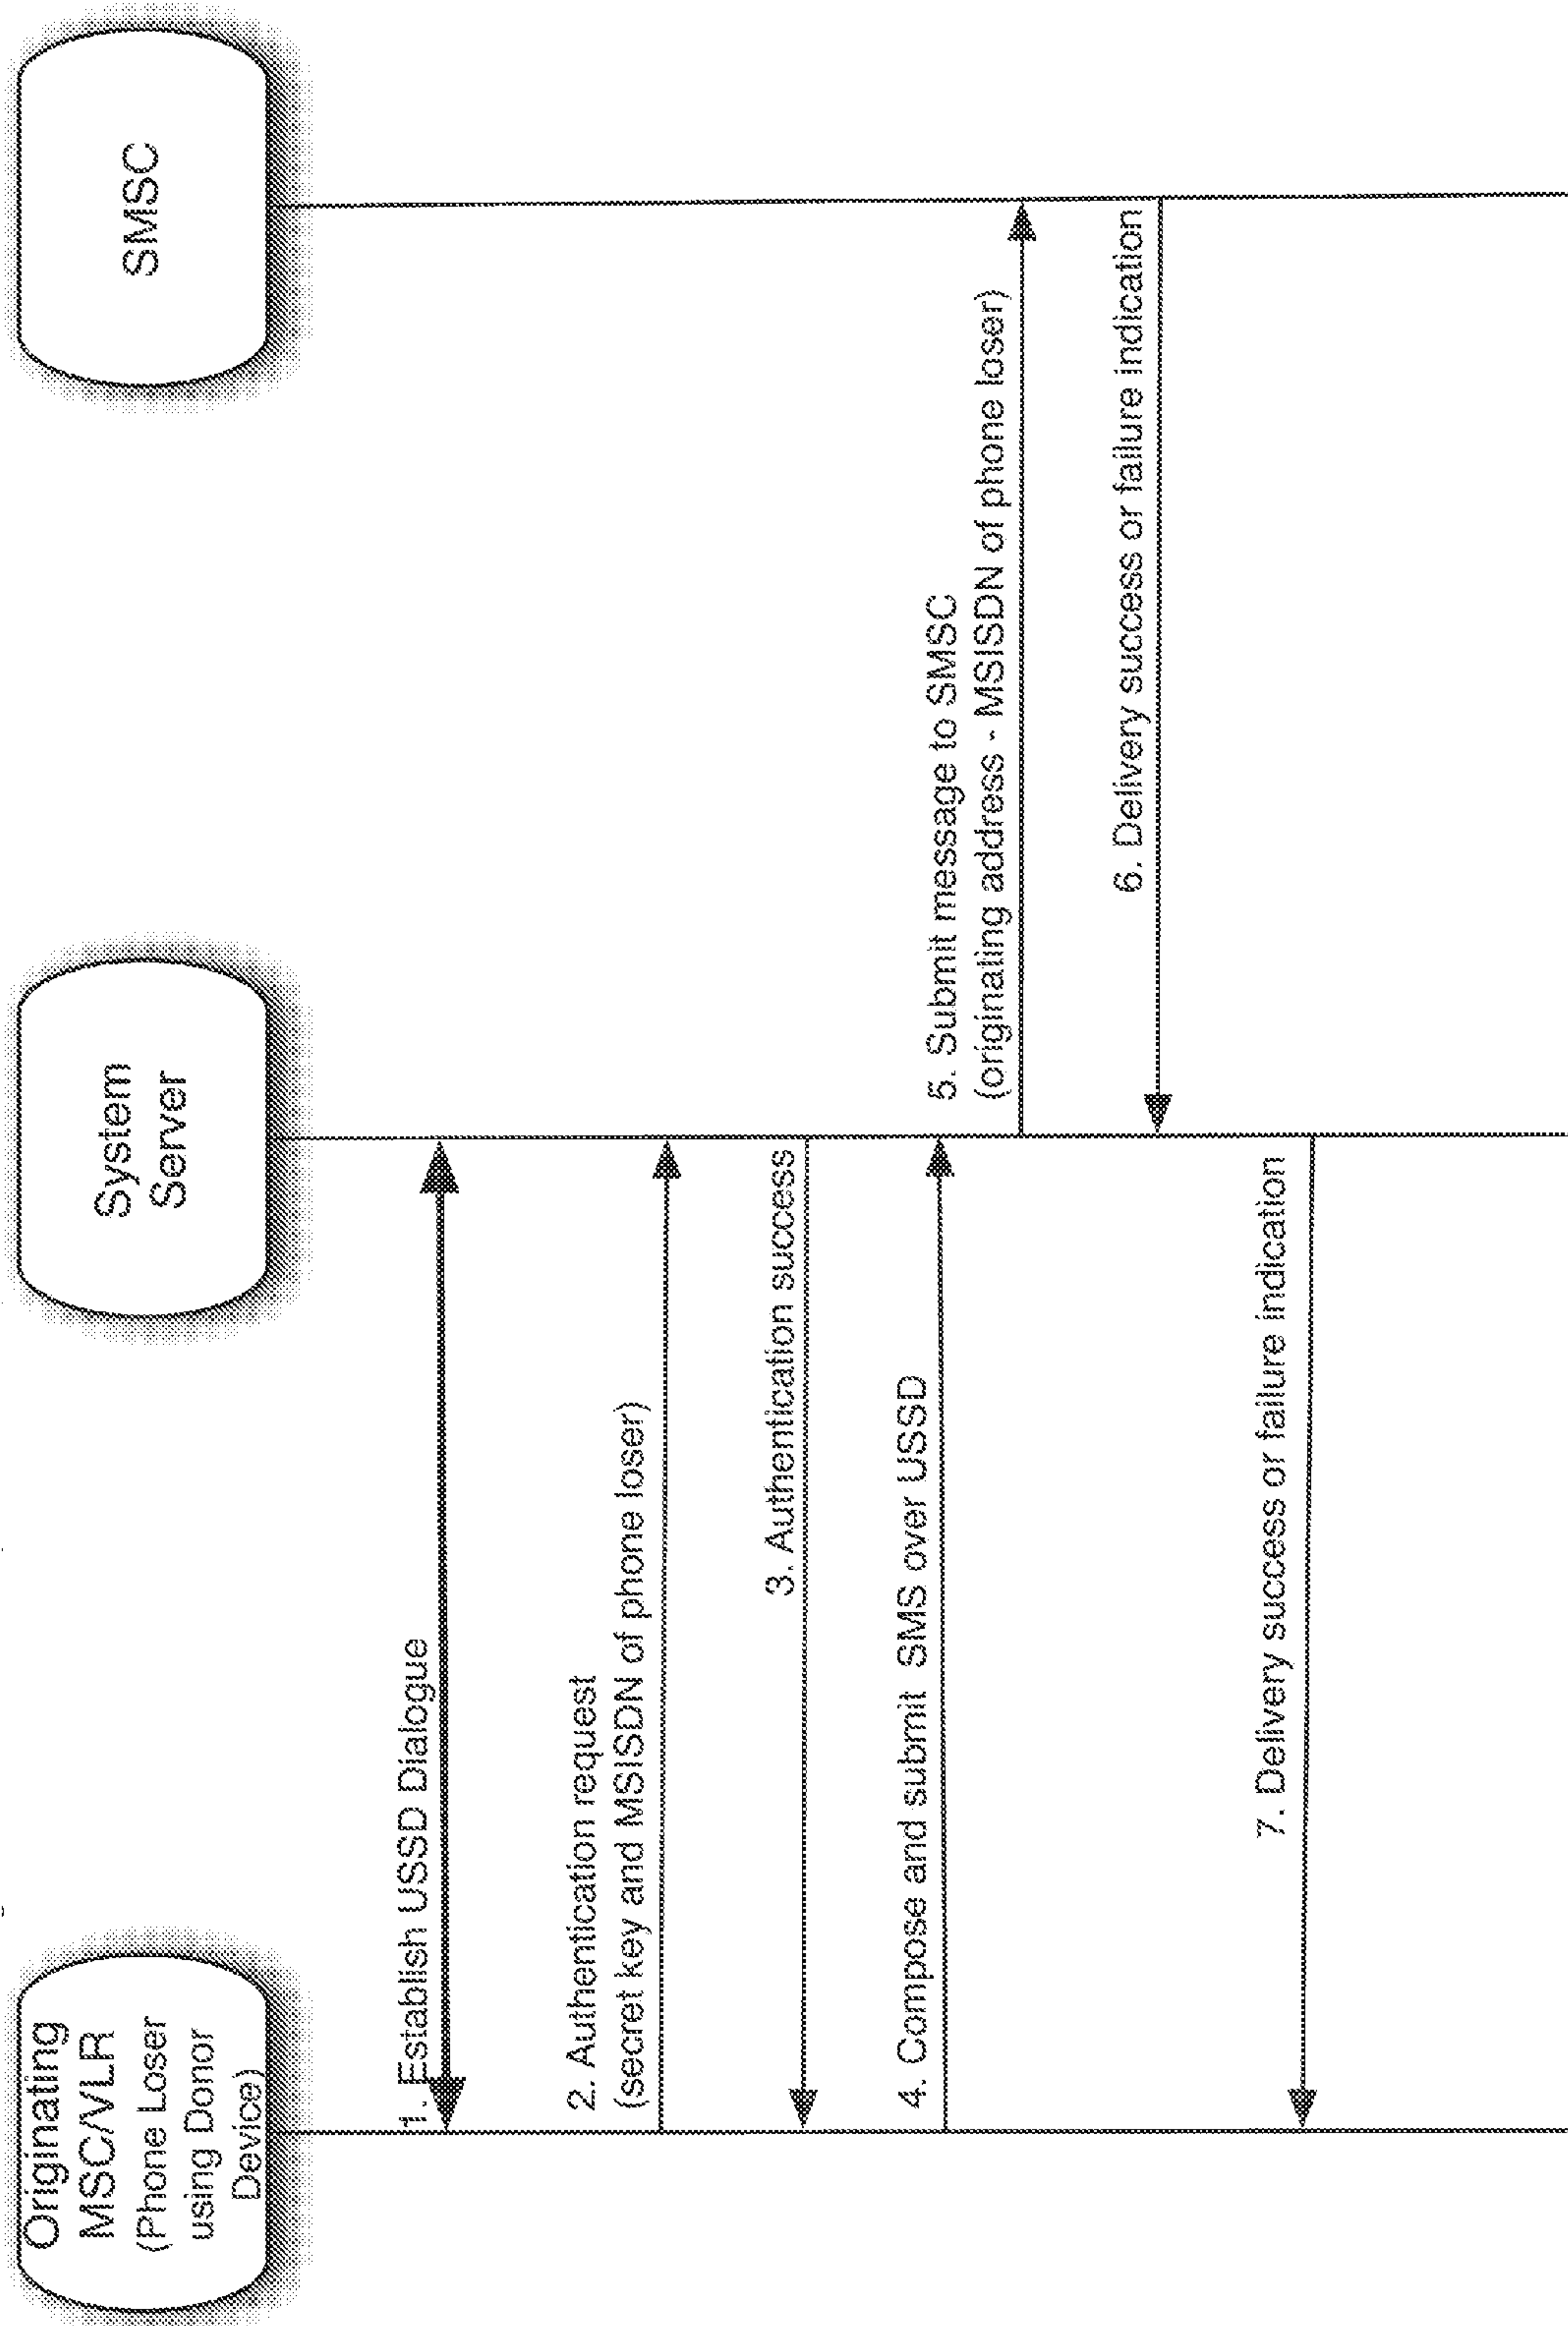 Originating
MSC/VLR
(Phone Loser
using Donor
Device)
System
Server
SMSC
1. Establish USSD Dialogue
2. Authentication request
(secret key and MSISDN of phone loser)
3. Authentication success
4. Compose and submit SMS over USSD
5. Submit message to SMSC
(originating address - MSISDN of phone loser)
6. Delivery success or failure indication
7. Delivery success or failure indication